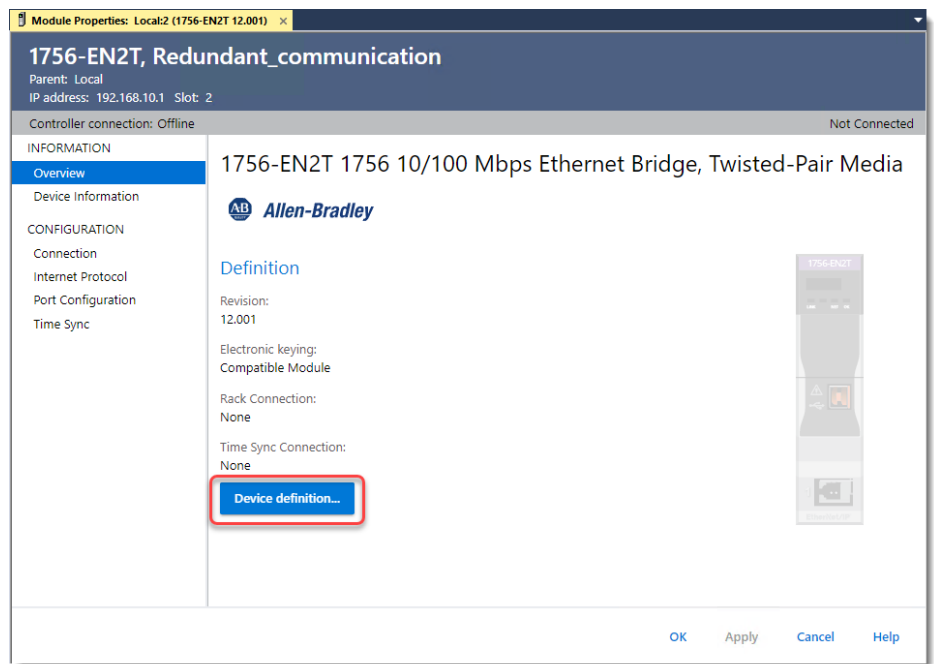 Module Properties: Local:2 (1756-EN2T 12.001) ×
1756-EN2T, Redundant_communication
Parent: Local
IP address: 192.168.10.1 Slot: 2
Controller connection: Offline
Not Connected
INFORMATION
Overview
Device Information
CONFIGURATION
Connection
Internet Protocol
Port Configuration
Time Sync
1756-EN2T 1756 10/100 Mbps Ethernet Bridge, Twisted-Pair Media
AB Allen-Bradley
Definition
Revision:
12.001
Electronic keying:
Compatible Module
Rack Connection:
None
Time Sync Connection:
None
Device definition...
1756-EN2T
OK Apply Cancel Help